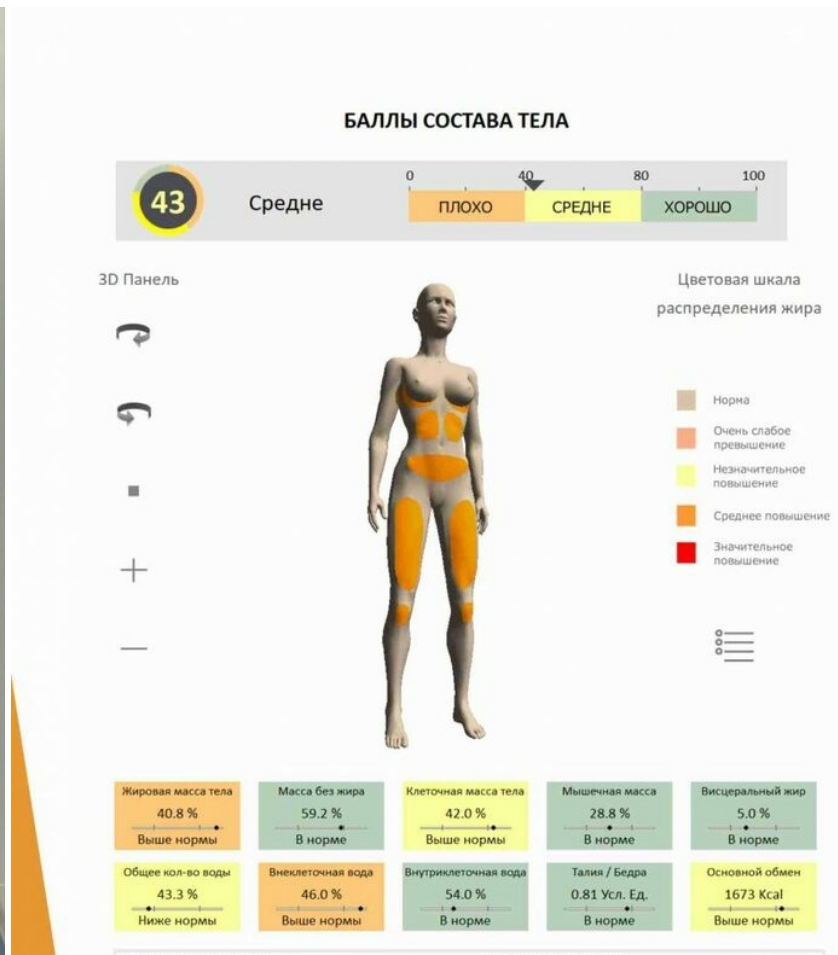 БАЛЛЫ СОСТАВА ТЕЛА
0 40 80 100
43 Средне ПЛОХО СРЕДНЕ ХОРОШО
3D Панель
Цветовая шкала
распределения жира
Норма
Очень слабое
превышение
Незначительное
повышение
Среднее повышение
Значительное
повышение
Жировая масса тела
40.8 %
Выше нормы
Масса без жира
59.2 %
В норме
Клеточная масса тела
42.0 %
Выше нормы
Мышечная масса
28.8 %
В норме
Висцеральный жир
5.0 %
В норме
Общее кол-во воды
43.3 %
Ниже нормы
Внеклеточная вода
46.0 %
Выше нормы
Внутриклеточная вода
54.0 %
В норме
Талия / Бедра
0.81 Усл. Ед.
В норме
Основной обмен
1673 Kcal
Выше нормы